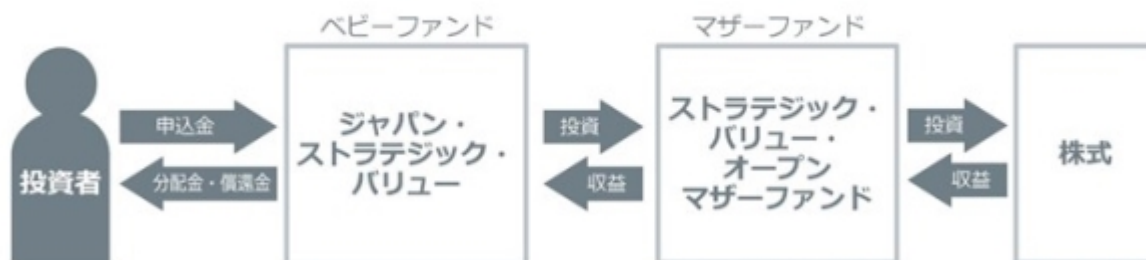 ベビーファンド
マザーファンド
投資者
申込金
分配金・償還金
ジャパン・
ストラテジック・
バリュー
投資
収益
ストラテジック・
バリュー・
オープン
マザーファンド
投資
収益
株式